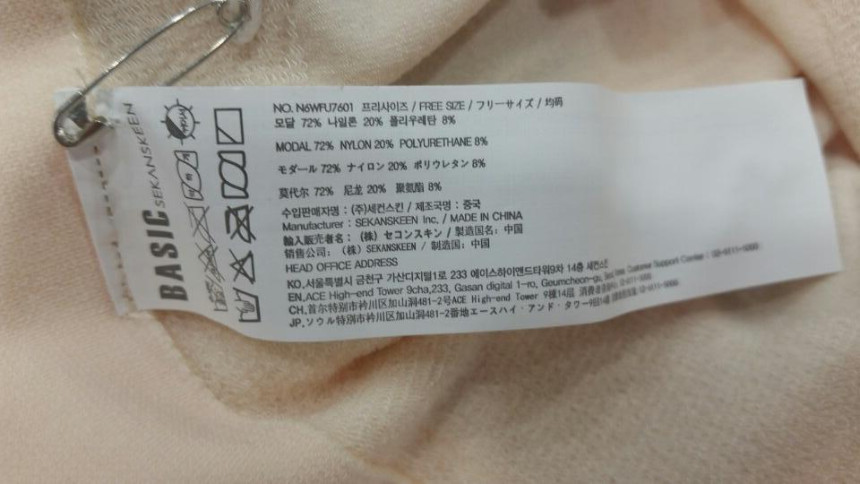 BASIC
SEKANSKEEN
NO. N6WFU7601 프리사이즈 / FREE SIZE / フリーサイズ / 均码
모달 72% 나일론 20% 폴리우레탄 8%
MODAL 72% NYLON 20% POLYURETHANE 8%
モダール 72% ナイロン 20% ポリウレタン 8%
莫代尔 72% 尼龙 20% 聚氨酯 8%
수입판매자명 : (주)세컨스킨 / 제조국명 : 중국
Manufacturer : SEKANSKEEN Inc. / MADE IN CHINA
輸入販売者名 : (株) セコンスキン / 製造国名: 中国
销售公司: (株) SEKANSKEEN / 制造国: 中国
HEAD OFFICE ADDRESS
KO.서울특별시 금천구 가산디지털1로 233 에이스하이엔드타워9차 14층 세컨스킨
EN.ACE High-end Tower 9cha,233, Gasan digital 1-ro, Geumcheon-gu, Customer Support Center
CH.首尔特别市衿川区加山洞481-2号ACE High-end Tower 9幢14层
JP.ソウル特別市衿川区加山洞481-2番地エースハイ・アンド・タワー9